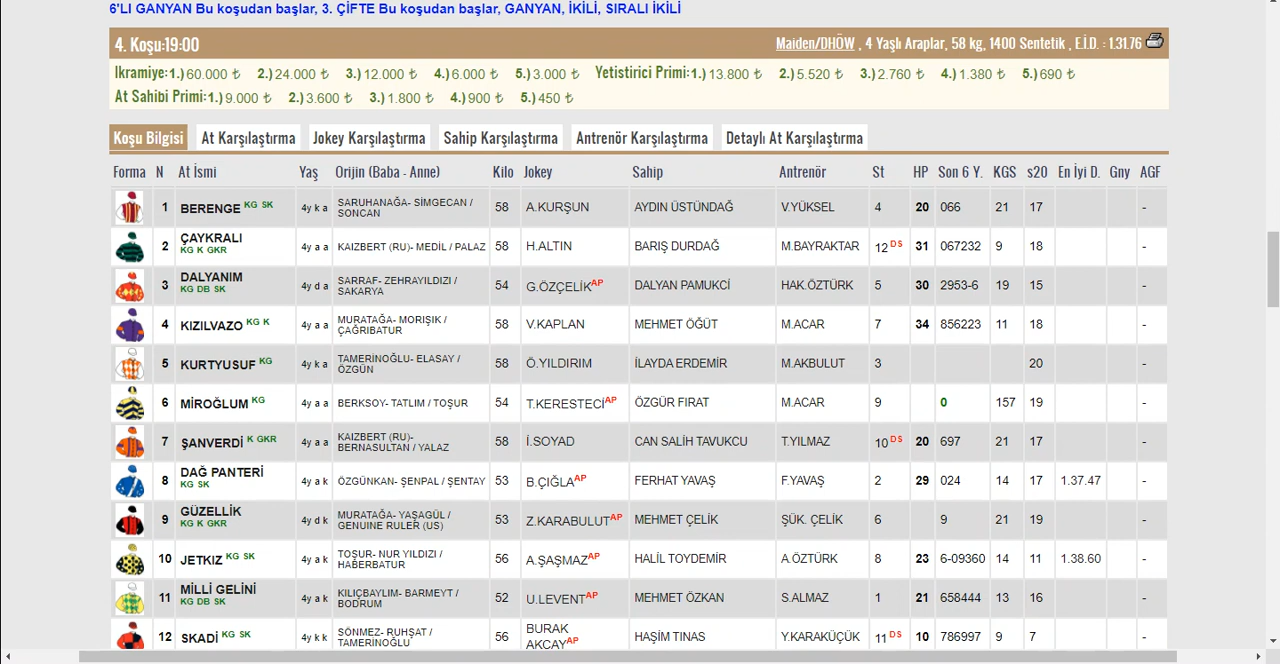 6'LI GANYAN Bu koşudan başlar, 3. ÇİFTE Bu koşudan başlar, GANYAN, İKİLİ, SIRALI İKİLİ
4. Koşu:19:00 Maiden/DHÖW , 4 Yaşlı Araplar, 58 kg, 1400 Sentetik , E.İ.D. : 1.31.76
Ikramiye:1.) 60.000 ₺ 2.) 24.000 ₺ 3.) 12.000 ₺ 4.) 6.000 ₺ 5.) 3.000 ₺ Yetistirici Primi:1.) 13.800 ₺ 2.) 5.520 ₺ 3.) 2.760 ₺ 4.) 1.380 ₺ 5.) 690 ₺
At Sahibi Primi:1.) 9.000 ₺ 2.) 3.600 ₺ 3.) 1.800 ₺ 4.) 900 ₺ 5.) 450 ₺
Koşu Bilgisi At Karşılaştırma Jokey Karşılaştırma Sahip Karşılaştırma Antrenör Karşılaştırma Detaylı At Karşılaştırma
Forma N At İsmi Yaş Orijin (Baba - Anne) Kilo Jokey Sahip Antrenör St HP Son 6 Y. KGS s20 En İyi D. Gny AGF
1 BERENGE KG SK 4y k a SARUHANAĞA- SİMGECAN / SONCAN 58 A.KURŞUN AYDIN ÜSTÜNDAĞ V.YÜKSEL 4 20 066 21 17 -
2 ÇAYKRALI KG K GKR 4y a a KAIZBERT (RU)- MEDİL / PALAZ 58 H.ALTIN BARIŞ DURDAĞ M.BAYRAKTAR 12 DS 31 067232 9 18 -
3 DALYANIM KG DB SK 4y d a SARRAF- ZEHRAYILDIZI / SAKARYA 54 G.ÖZÇELİK AP DALYAN PAMUKCİ HAK.ÖZTÜRK 5 30 2953-6 19 15 -
4 KIZILVAZO KG K 4y a a MURATAĞA- MORIŞIK / ÇAĞRIBATUR 58 V.KAPLAN MEHMET ÖĞÜT M.ACAR 7 34 856223 11 18 -
5 KURTYUSUF KG 4y k a TAMERİNOĞLU- ELASAY / ÖZGÜN 58 Ö.YILDIRIM İLAYDA ERDEMİR M.AKBULUT 3 20 -
6 MİROĞLUM KG 4y a a BERKSOY- TATLIM / TOŞUR 54 T.KERESTECİ AP ÖZGÜR FIRAT M.ACAR 9 0 157 19 -
7 ŞANVERDİ K GKR 4y a a KAIZBERT (RU)- BERNASULTAN / YALAZ 58 İ.SOYAD CAN SALİH TAVUKCU T.YILMAZ 10 DS 20 697 21 17 -
8 DAĞ PANTERİ KG SK 4y a k ÖZGÜNKAN- ŞENPAL / ŞENTAY 53 B.ÇIĞLA AP FERHAT YAVAŞ F.YAVAŞ 2 29 024 14 17 1.37.47 -
9 GÜZELLİK KG K GKR 4y d k MURATAĞA- YAŞAGÜL / GENUINE RULER (US) 53 Z.KARABULUT AP MEHMET ÇELİK ŞÜK. ÇELİK 6 9 21 19 -
10 JETKIZ KG SK 4y a k TOŞUR- NUR YILDIZI / HABERBATUR 56 A.ŞAŞMAZ AP HALİL TOYDEMİR A.ÖZTÜRK 8 23 6-09360 14 11 1.38.60 -
11 MİLLİ GELİNİ KG DB SK 4y a k KILIÇBAYLIM- BARMEYT / BODRUM 52 U.LEVENT AP MEHMET ÖZKAN S.ALMAZ 1 21 658444 13 16 -
12 SKADİ KG SK 4y k k SÖNMEZ- RUHŞAT / TAMERİNOĞLU 56 BURAK AKCAY AP HAŞİM TINAS Y.KARAKÜÇÜK 11 DS 10 786997 9 7 -